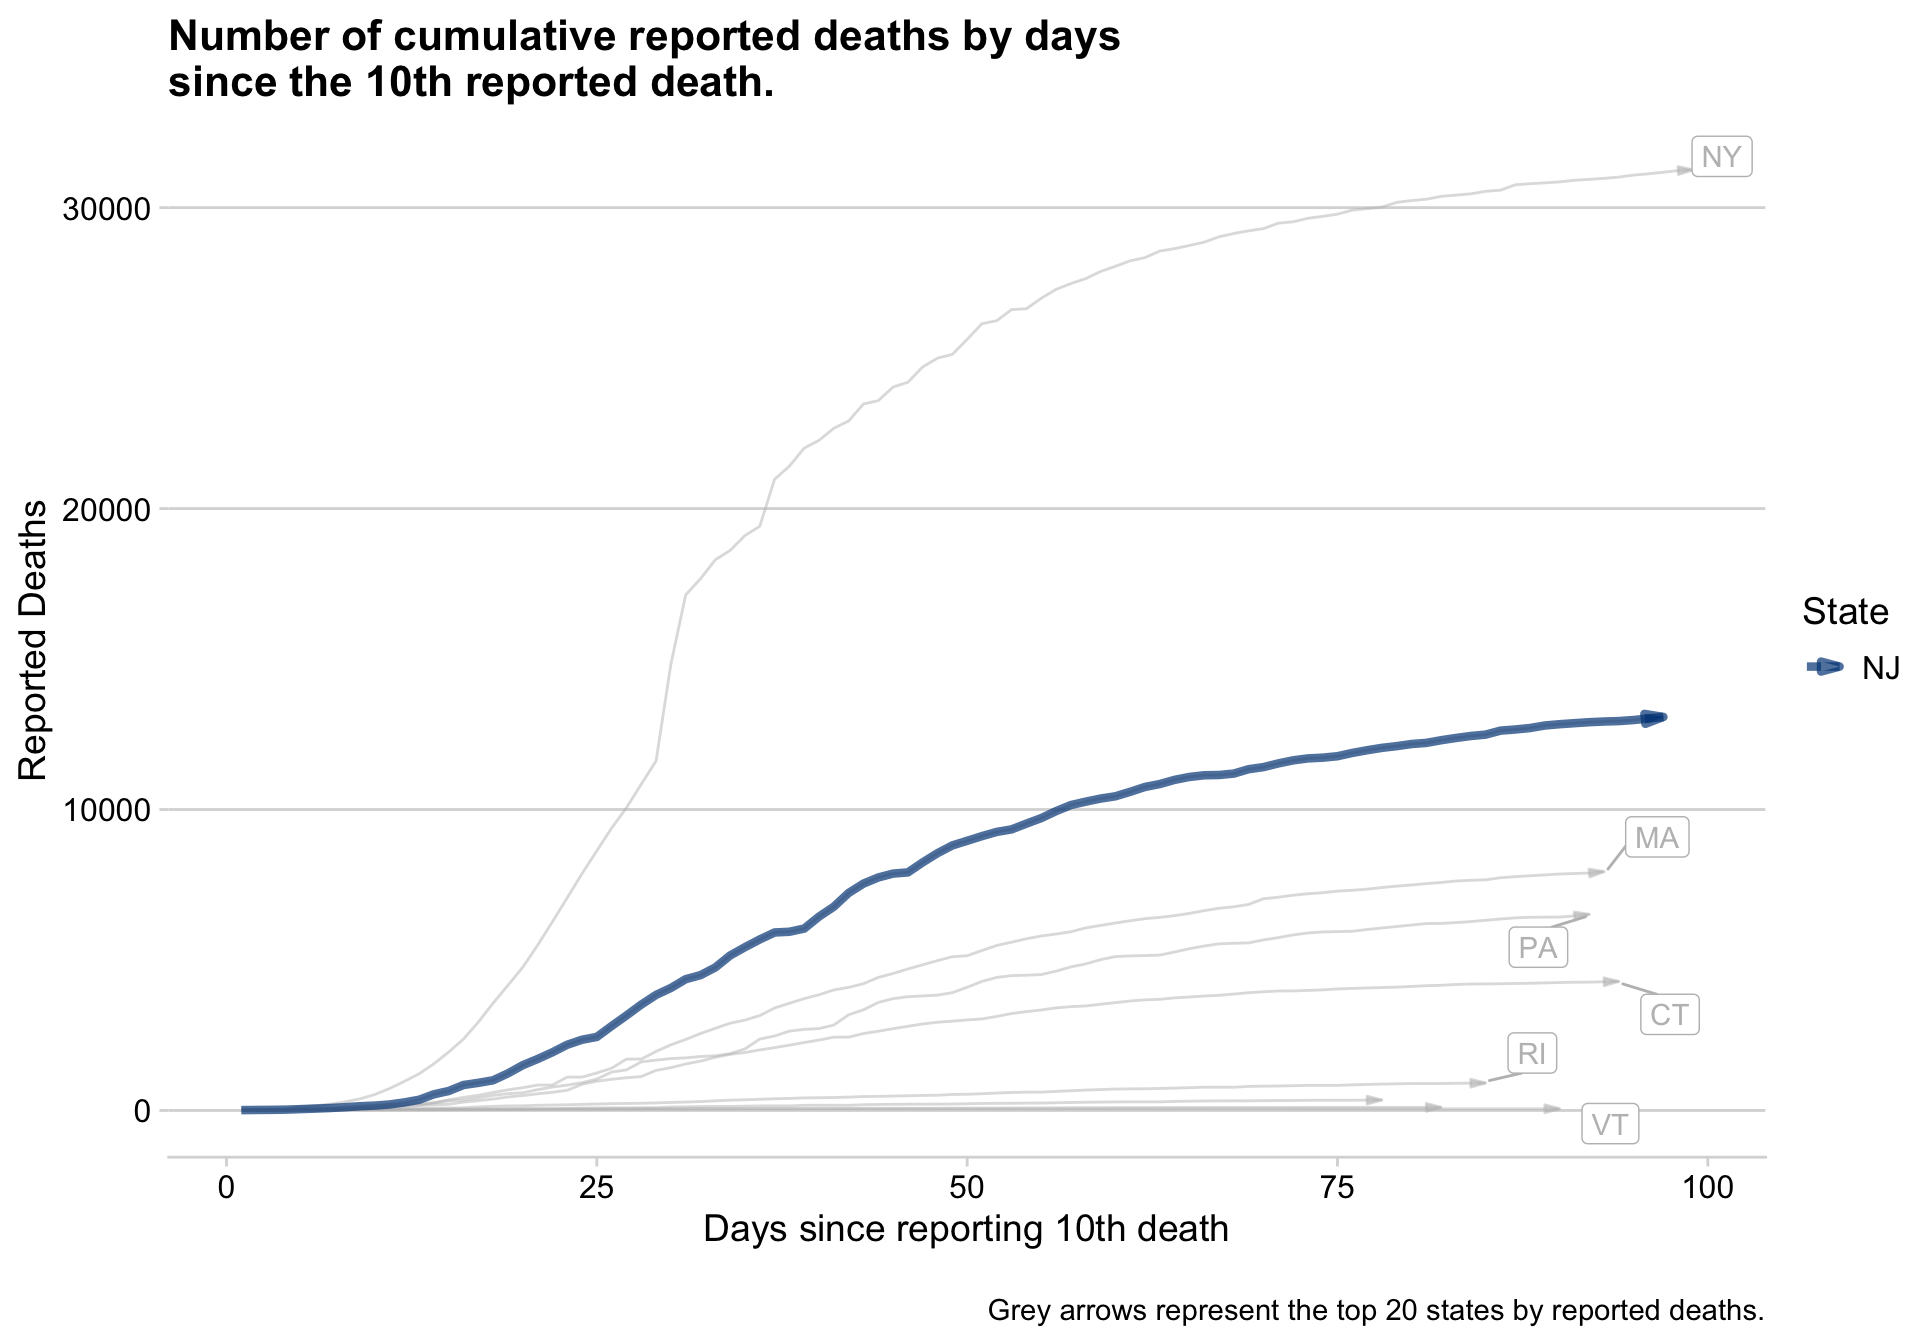 Number of cumulative reported deaths by days
since the 10th reported death.
NY
30000
20000
Reported Deaths
State
NJ
10000
MA
PA
CT
RI
0
VT
0 25 50 75 100
Days since reporting 10th death
Grey arrows represent the top 20 states by reported deaths.